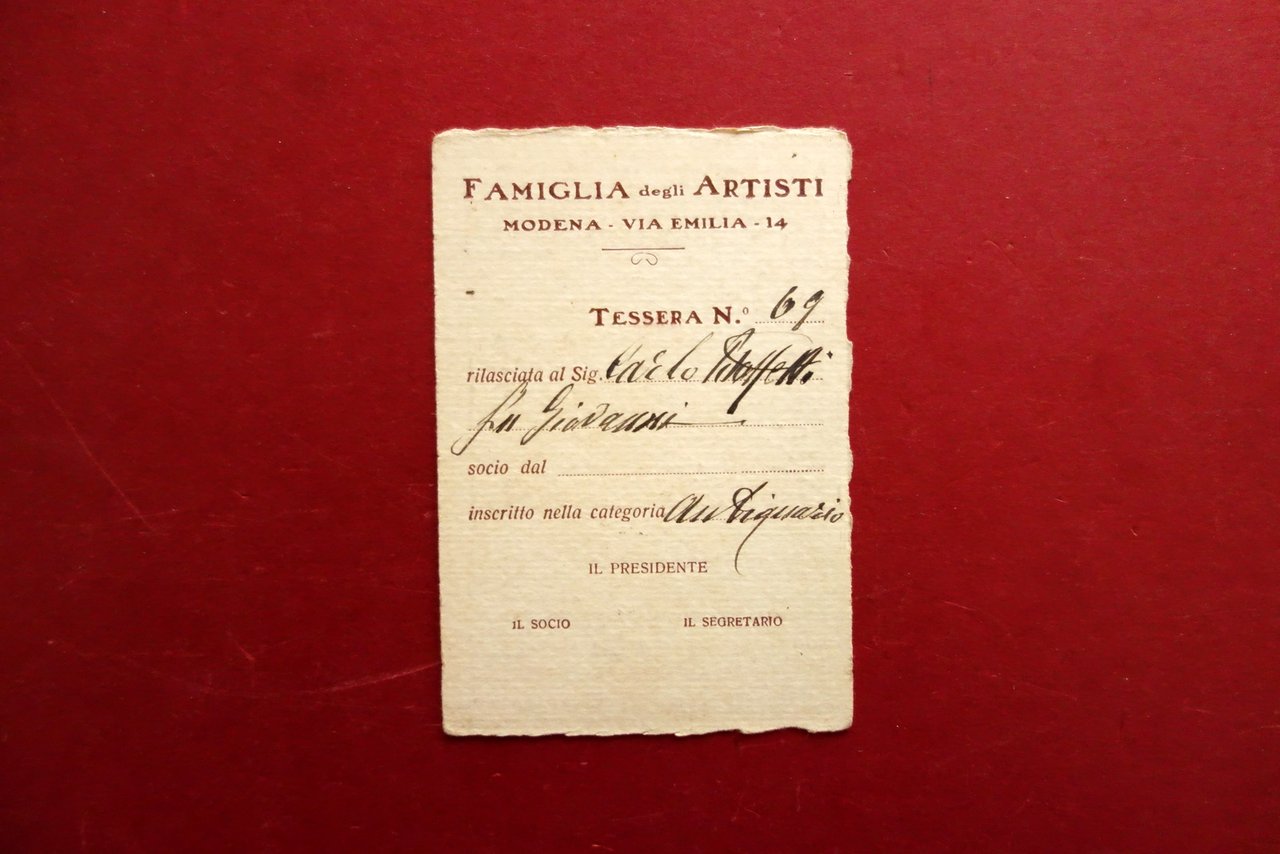 FAMIGLIA degli ARTISTI
MODENA - VIA EMILIA - 14
TESSERA N.º 69
rilasciata al Sig. Carlo
fu Giovanni
socio dal
inscritto nella categoria Antiquario
IL PRESIDENTE
IL SOCIO IL SEGRETARIO